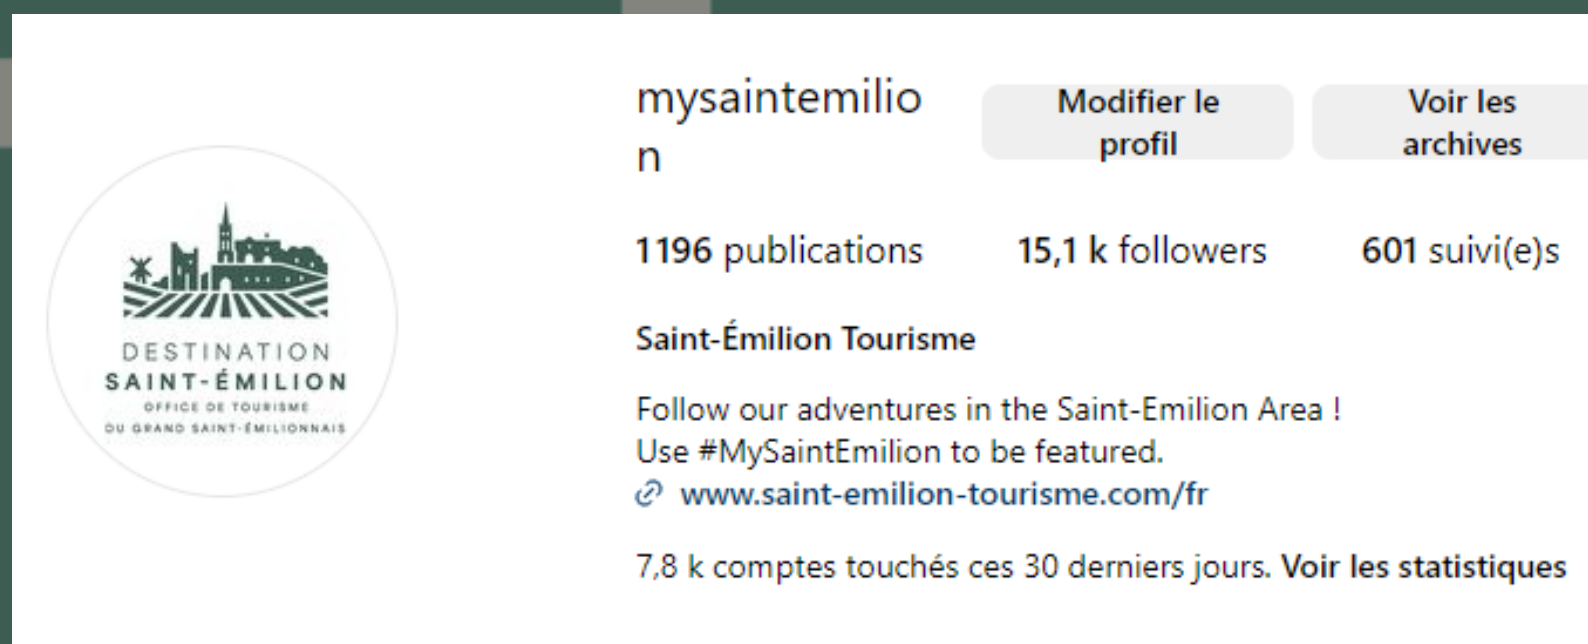 mysaintemilio
n
Modifier le
profil
Voir les
archives
1196 publications
15,1 k followers
601 suivi(e)s
DESTINATION
SAINT-ÉMILION
OFFICE DE TOURISME
DU GRAND SAINT-ÉMILIONNAIS
Saint-Émilion Tourisme
Follow our adventures in the Saint-Emilion Area !
Use #MySaintEmilion to be featured.
www.saint-emilion-tourisme.com/fr
7,8 k comptes touchés ces 30 derniers jours. Voir les statistiques